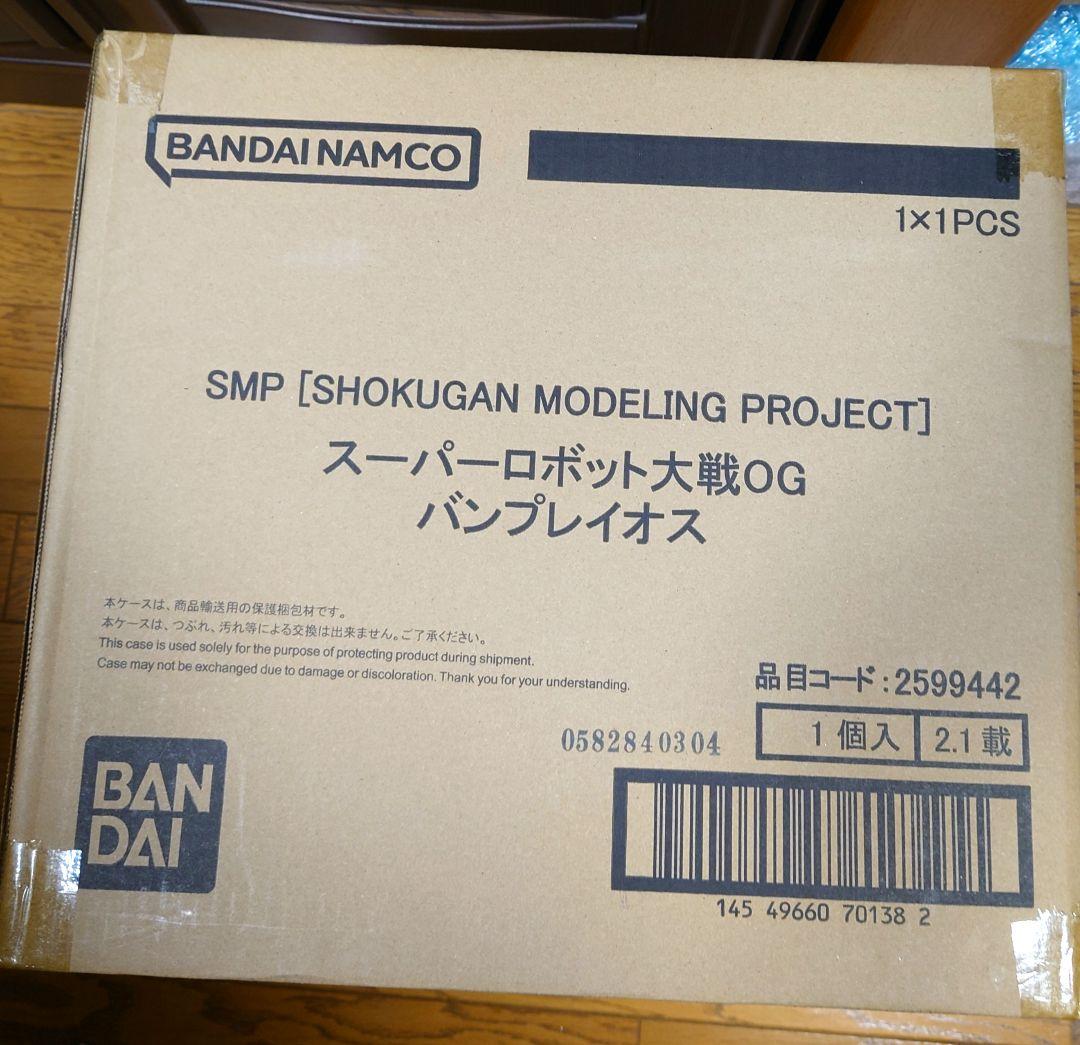 BANDAI NAMCO
1×1PCS
SMP [SHOKUGAN MODELING PROJECT]
スーパーロボット大戦OG
バンプレイオス
本ケースは、商品輸送用の保護梱包材です。
本ケースは、つぶれ、汚れ等による交換は出来ません。ご了承ください。
This case is used solely for the purpose of protecting product during shipment.
Case may not be exchanged due to damage or discoloration. Thank you for your understanding.
品目コード:2599442
1個入 2.1載
0582840304
BAN
DAI
145 49660 70138 2